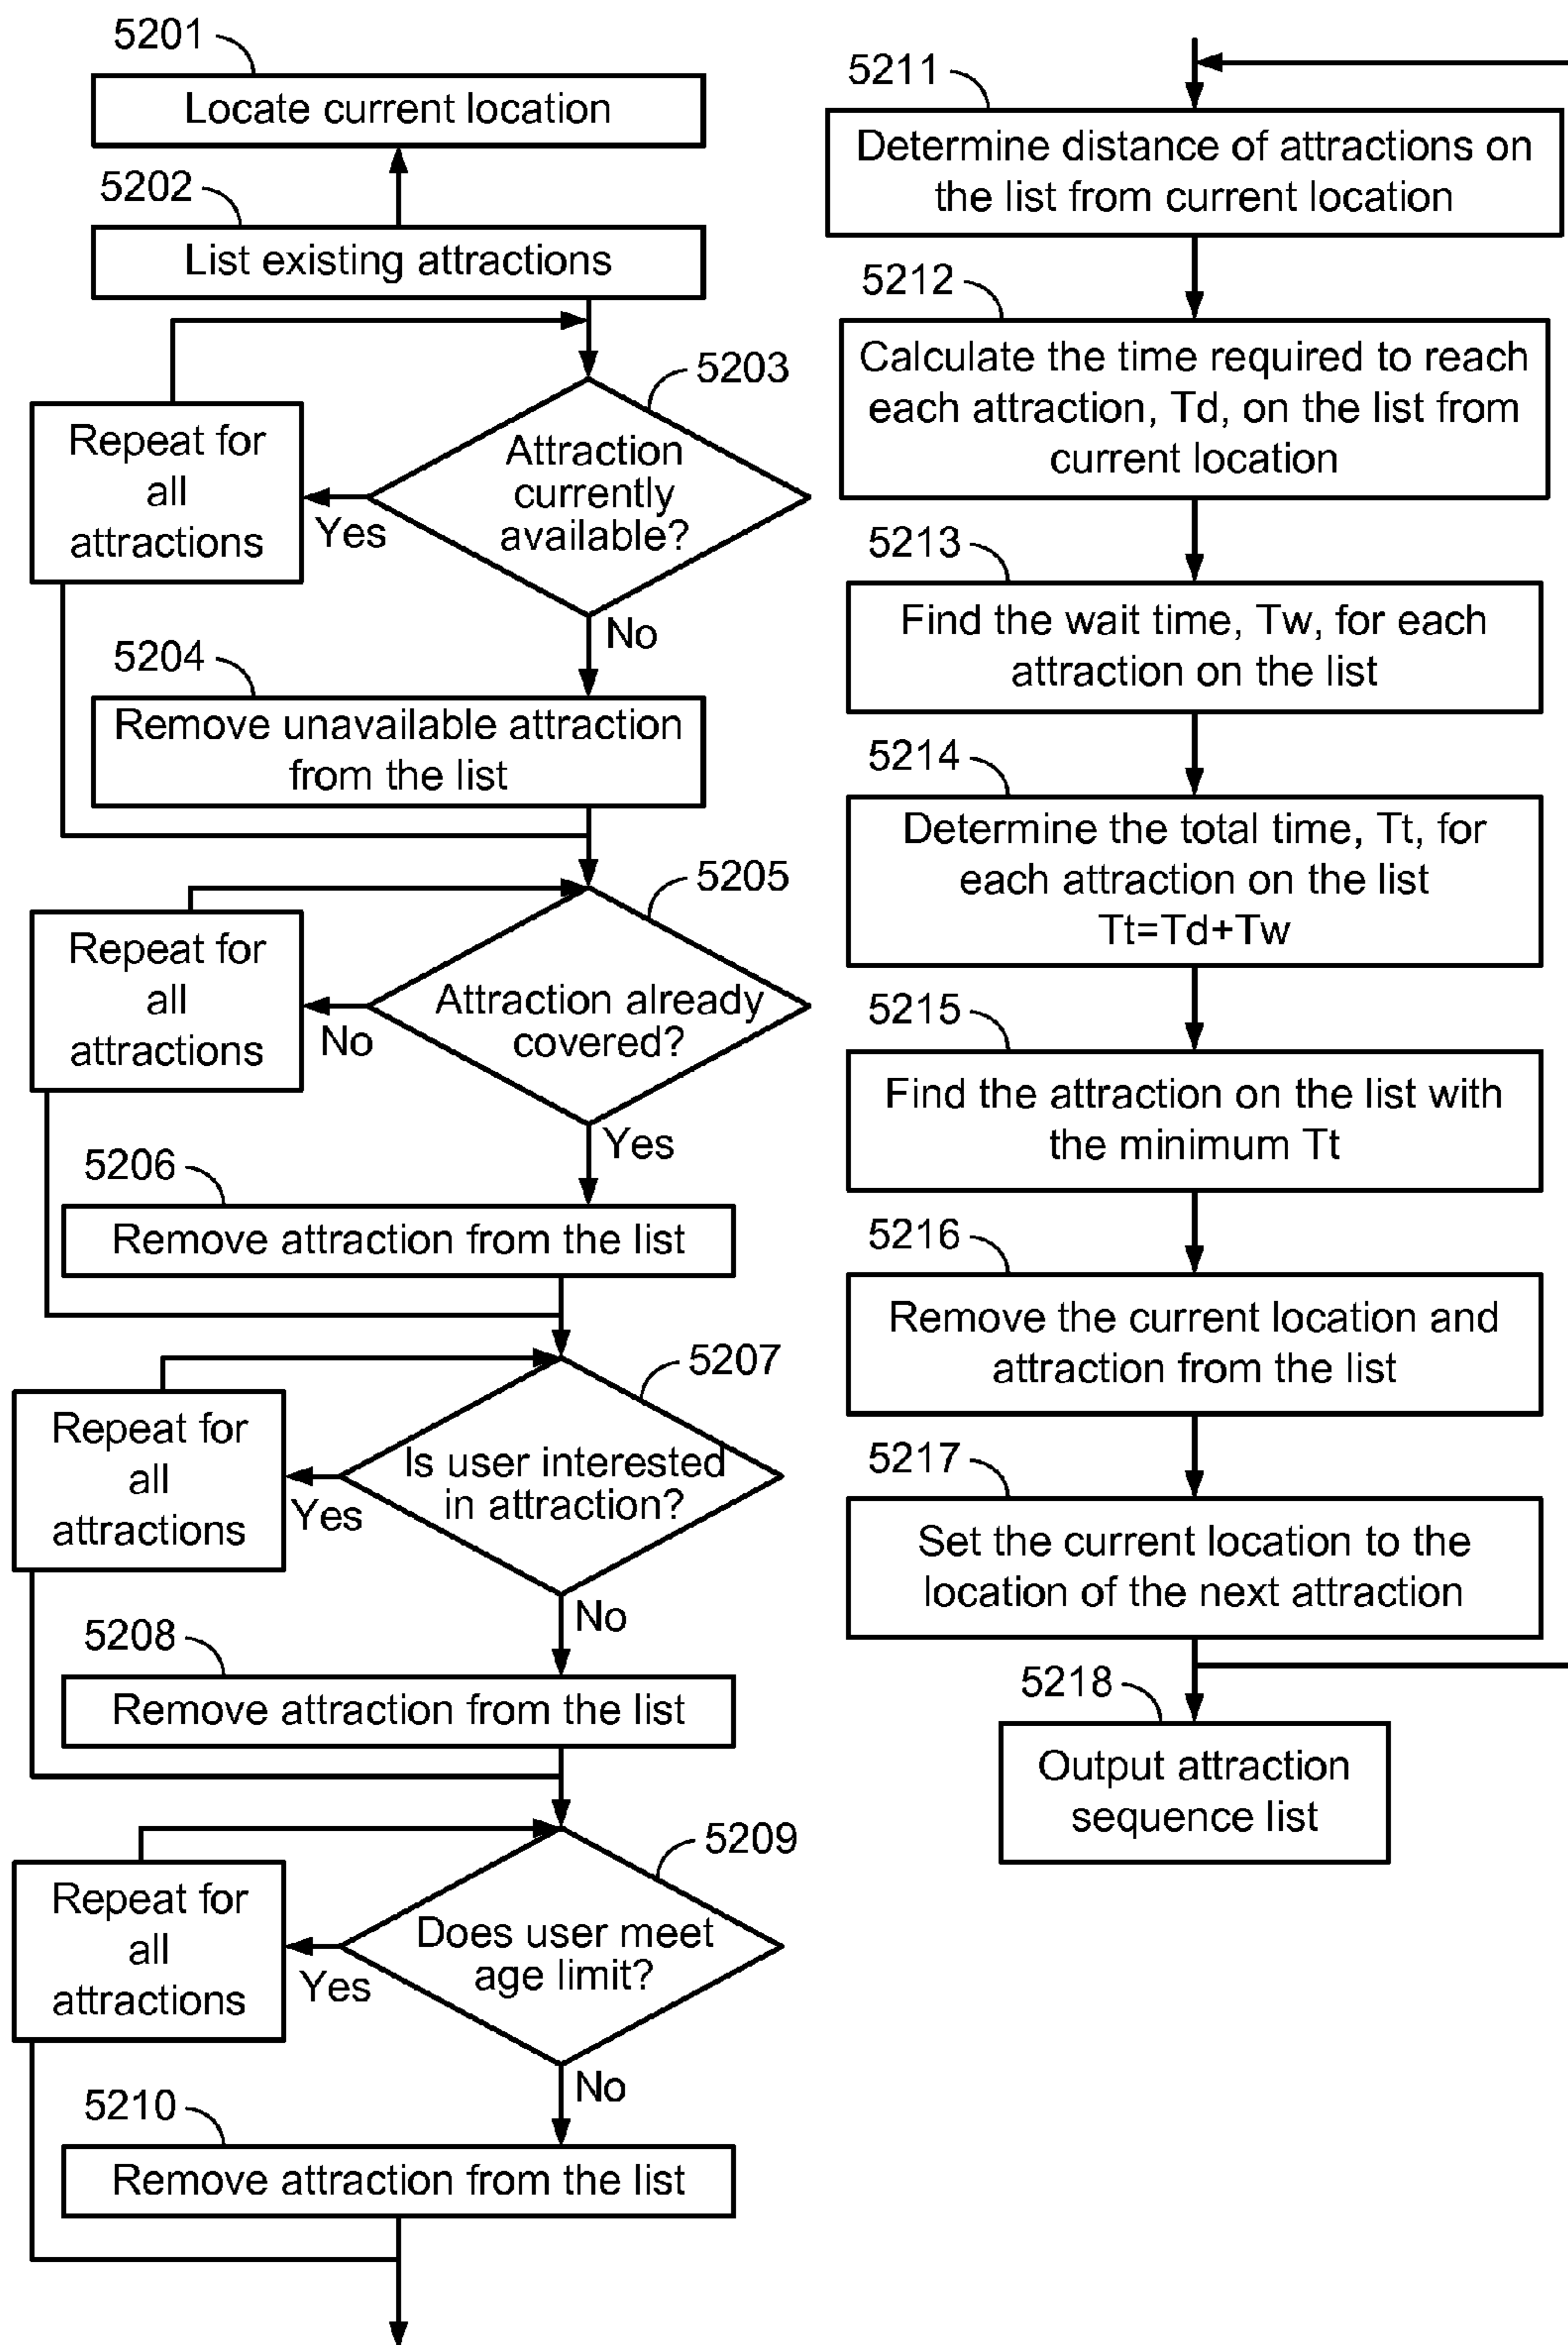 5201
Locate current location
5202
List existing attractions
5203
Attraction
currently
available?
Repeat for
all
attractions
Yes
No
5204
Remove unavailable attraction
from the list
5205
Attraction already
covered?
Repeat for
all
attractions
No
Yes
5206
Remove attraction from the list
5207
Is user interested
in attraction?
Repeat for
all
attractions
Yes
No
5208
Remove attraction from the list
5209
Does user meet
age limit?
Repeat for
all
attractions
Yes
No
5210
Remove attraction from the list
5211
Determine distance of attractions on
the list from current location
5212
Calculate the time required to reach
each attraction, Td, on the list from
current location
5213
Find the wait time, Tw, for each
attraction on the list
5214
Determine the total time, Tt, for
each attraction on the list
Tt=Td+Tw
5215
Find the attraction on the list with
the minimum Tt
5216
Remove the current location and
attraction from the list
5217
Set the current location to the
location of the next attraction
5218
Output attraction
sequence list